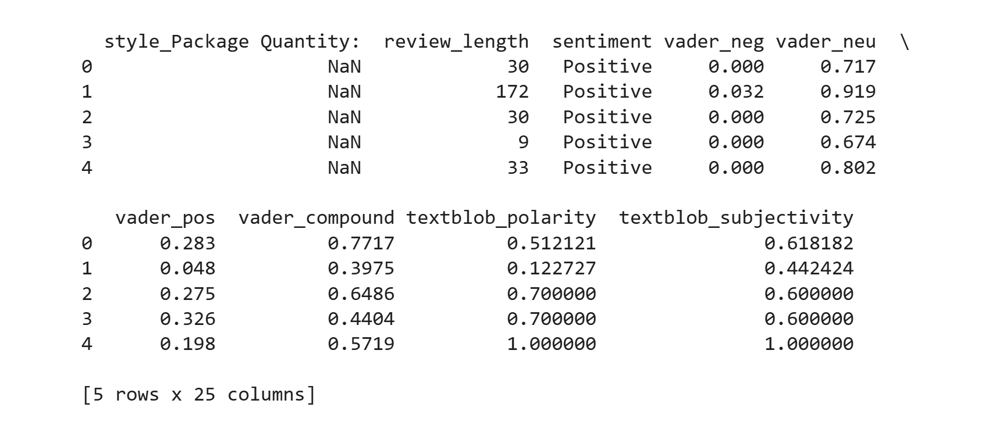 style_Package Quantity:  review_length  sentiment vader_neg vader_neu  \
0                     NaN             30   Positive     0.000     0.717
1                     NaN            172   Positive     0.032     0.919
2                     NaN             30   Positive     0.000     0.725
3                     NaN              9   Positive     0.000     0.674
4                     NaN             33   Positive     0.000     0.802
vader_pos  vader_compound textblob_polarity  textblob_subjectivity
0      0.283          0.7717          0.512121               0.618182
1      0.048          0.3975          0.122727               0.442424
2      0.275          0.6486          0.700000               0.600000
3      0.326          0.4404          0.700000               0.600000
4      0.198          0.5719          1.000000               1.000000
[5 rows x 25 columns]